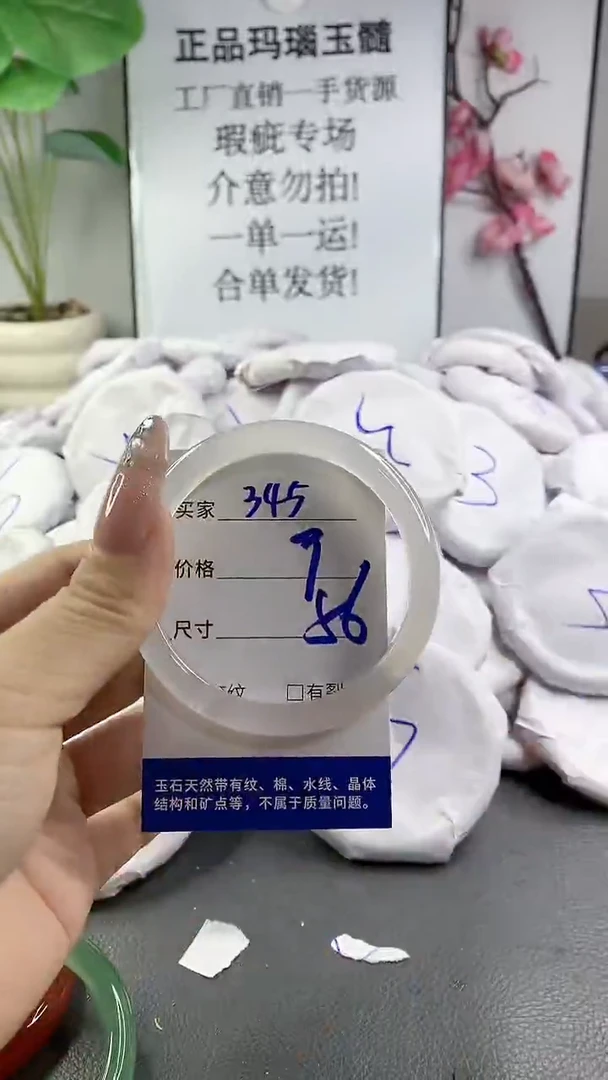 正品玛瑙玉髓
工厂直销一手货源
瑕疵专场
介意勿拍!
一单一运!
合单发货!
3
买家 345
价格 7
尺寸 56
纹 □有裂
玉石天然带有纹、棉、水线、晶体
结构和矿点等，不属于质量问题。